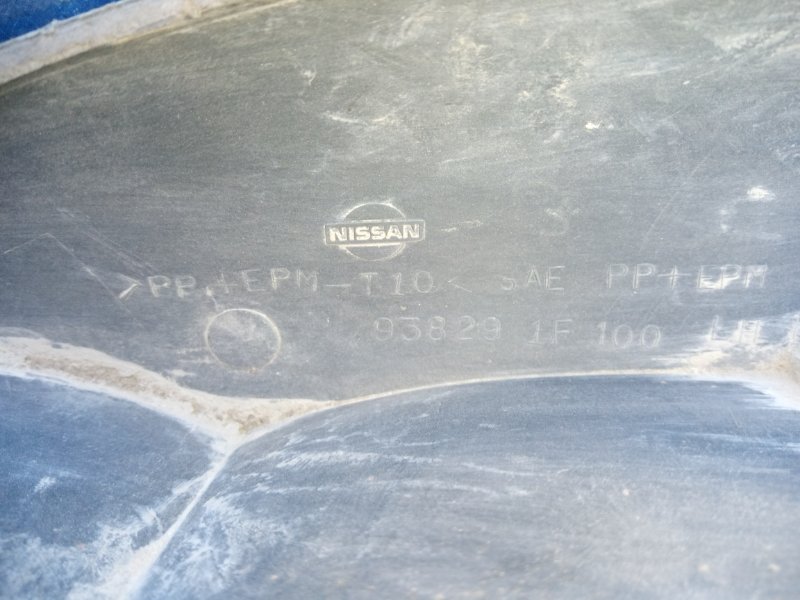 NISSAN
>PP+EPM-T10< SAE PP+EPM
93829 1F100 LH